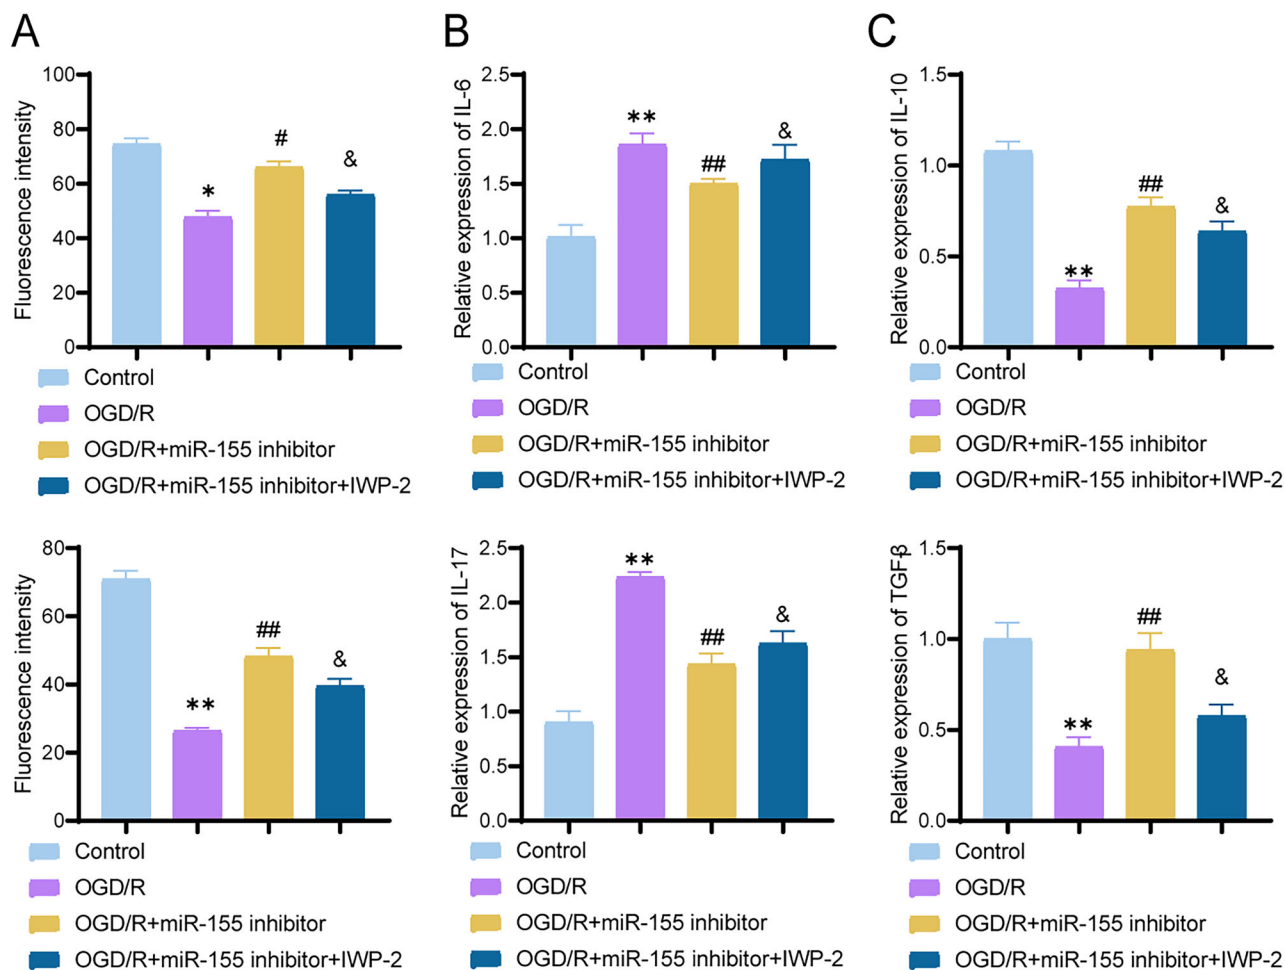 A
B
C
Fluorescence intensity
100
80
60
40
20
0
*
#
&
Control
OGD/R
OGD/R+miR-155 inhibitor
OGD/R+miR-155 inhibitor+IWP-2
Relative expression of IL-6
2.5
2.0
1.5
1.0
0.5
0.0
**
##
&
Control
OGD/R
OGD/R+miR-155 inhibitor
OGD/R+miR-155 inhibitor+IWP-2
Relative expression of IL-10
1.5
1.0
0.5
0.0
**
##
&
Control
OGD/R
OGD/R+miR-155 inhibitor
OGD/R+miR-155 inhibitor+IWP-2
Fluorescence intensity
80
60
40
20
0
**
##
&
Control
OGD/R
OGD/R+miR-155 inhibitor
OGD/R+miR-155 inhibitor+IWP-2
Relative expression of IL-17
2.5
2.0
1.5
1.0
0.5
0.0
**
##
&
Control
OGD/R
OGD/R+miR-155 inhibitor
OGD/R+miR-155 inhibitor+IWP-2
Relative expression of TGFβ
1.5
1.0
0.5
0.0
**
##
&
Control
OGD/R
OGD/R+miR-155 inhibitor
OGD/R+miR-155 inhibitor+IWP-2